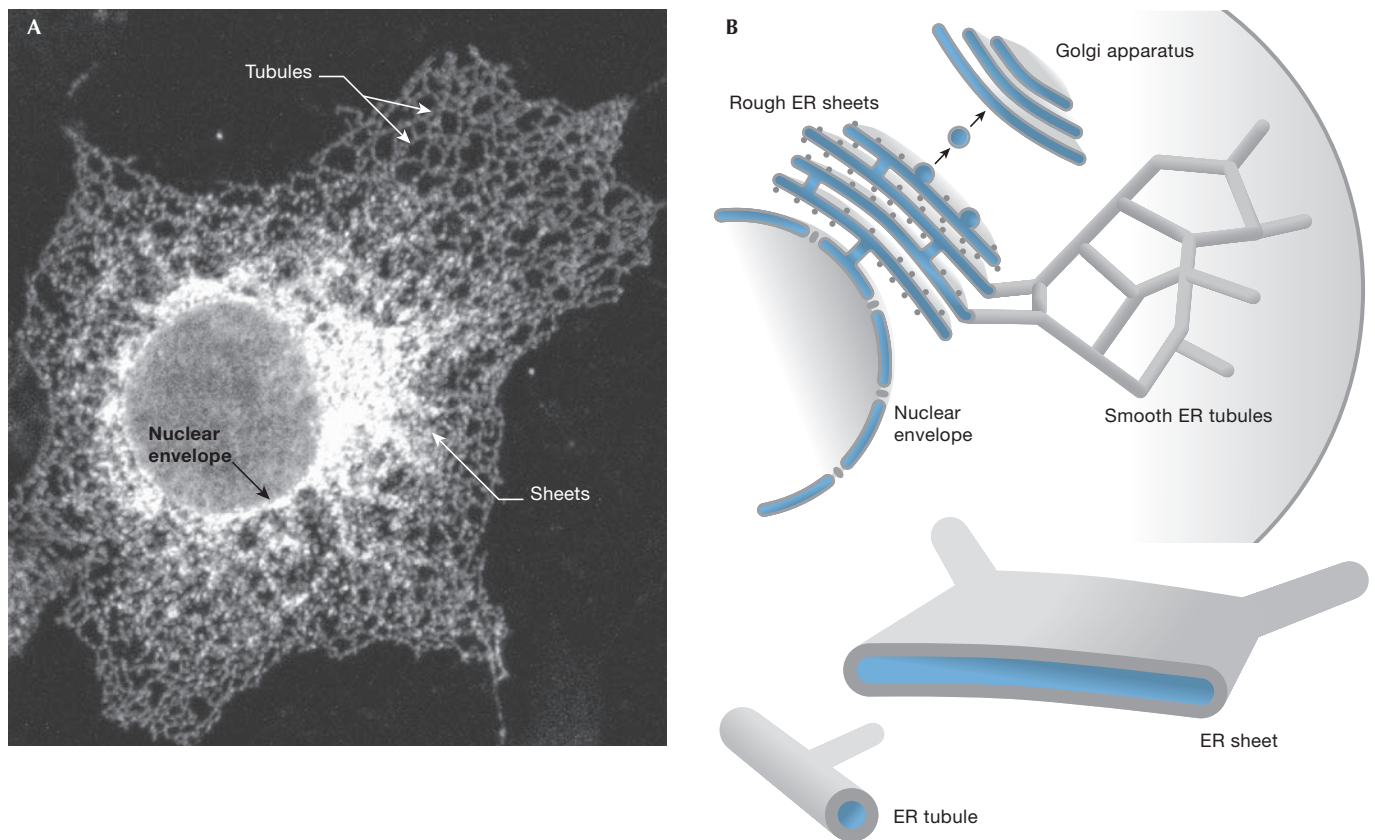 A
Tubules
Nuclear
envelope
Sheets
B
Golgi apparatus
Rough ER sheets
Nuclear
envelope
Smooth ER tubules
ER sheet
ER tubule